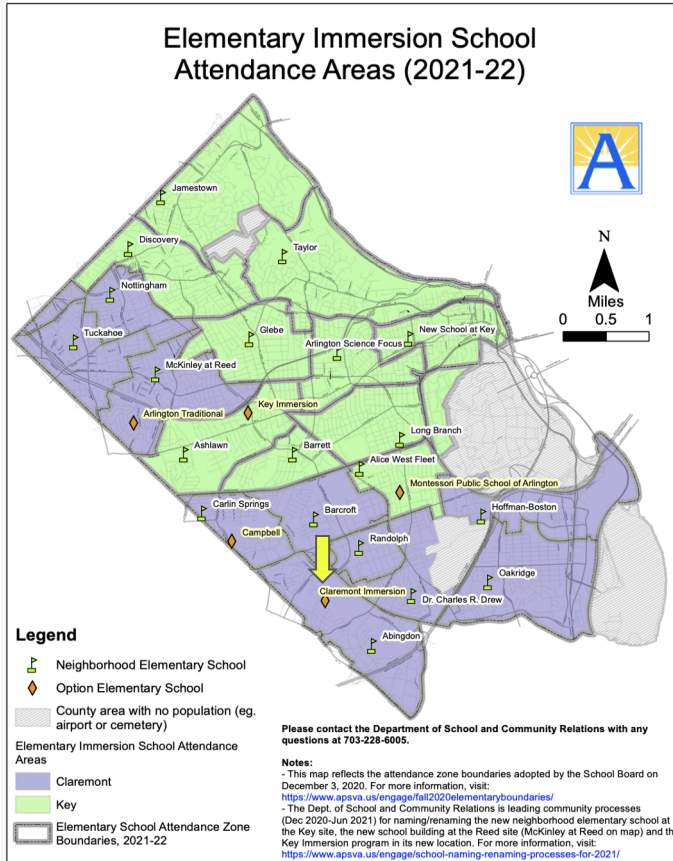 Elementary Immersion School
Attendance Areas (2021-22)
A
Jamestown
Discovery
Taylor
N
Nottingham
Miles
0 0.5 1
Tuckahoe
Glebe
New School at Key
Arlington Science Focus
McKinley at Reed
Key Immersion
Arlington Traditional
Long Branch
Ashlawn
Barrett
Alice West Fleet
Montessori Public School of Arlington
Carlin Springs
Barcroft
Hoffman-Boston
Campbell
Randolph
Oakridge
Claremont Immersion
Dr. Charles R. Drew
Abingdon
Legend
Neighborhood Elementary School
Option Elementary School
County area with no population (eg.
airport or cemetery)
Elementary Immersion School Attendance
Areas
Claremont
Key
Elementary School Attendance Zone
Boundaries, 2021-22
Please contact the Department of School and Community Relations with any
questions at 703-228-6005.
Notes:
- This map reflects the attendance zone boundaries adopted by the School Board on
December 3, 2020. For more information, visit:
https://www.apsva.us/engage/fall2020elementaryboundaries/
- The Dept. of School and Community Relations is leading community processes
(Dec 2020-Jun 2021) for naming/renaming the new neighborhood elementary school at
the Key site, the new school building at the Reed site (McKinley at Reed on map) and th
Key Immersion program in its new location. For more information, visit:
https://www.apsva.us/engage/school-naming-renaming-processes-for-2021/